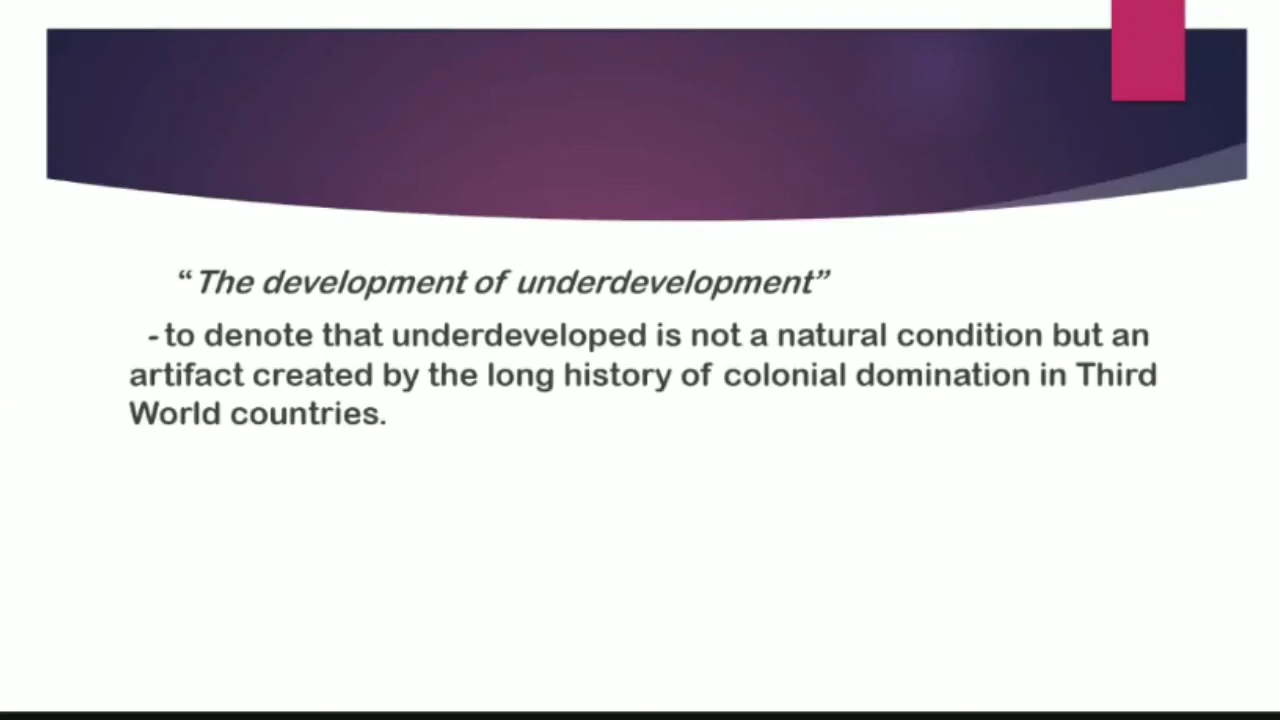 “The development of underdevelopment”
- to denote that underdeveloped is not a natural condition but an
artifact created by the long history of colonial domination in Third
World countries.